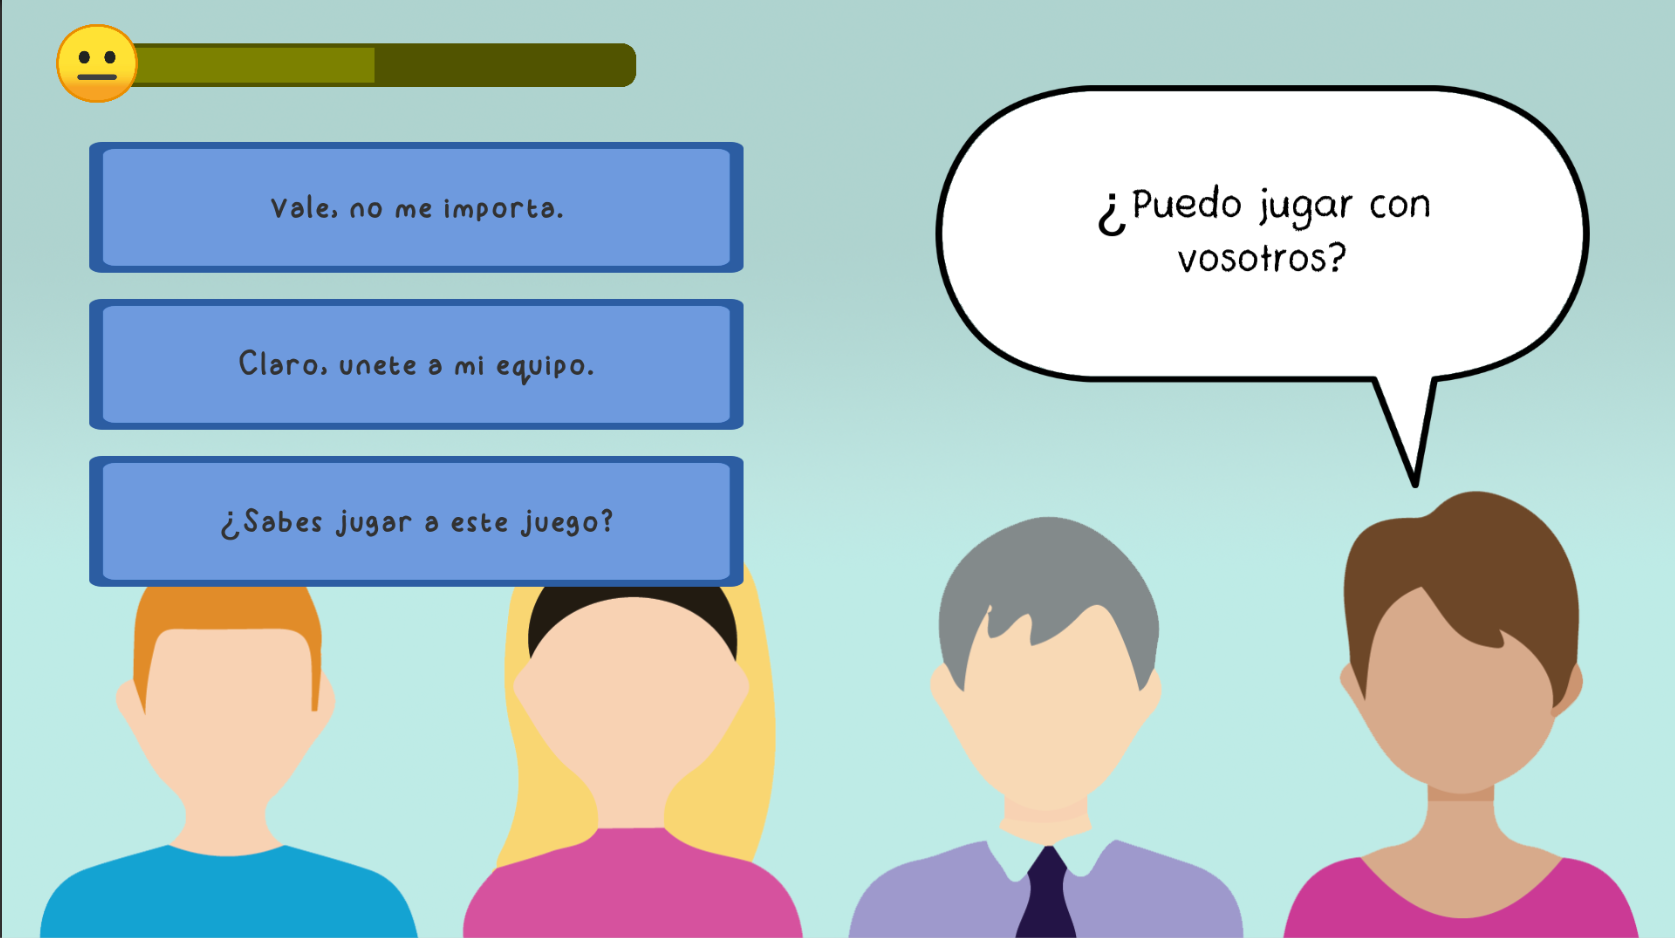 Vale, no me importa.
Claro, unete a mi equipo.
¿Sabes jugar a este juego?
¿Puedo jugar con
vosotros?